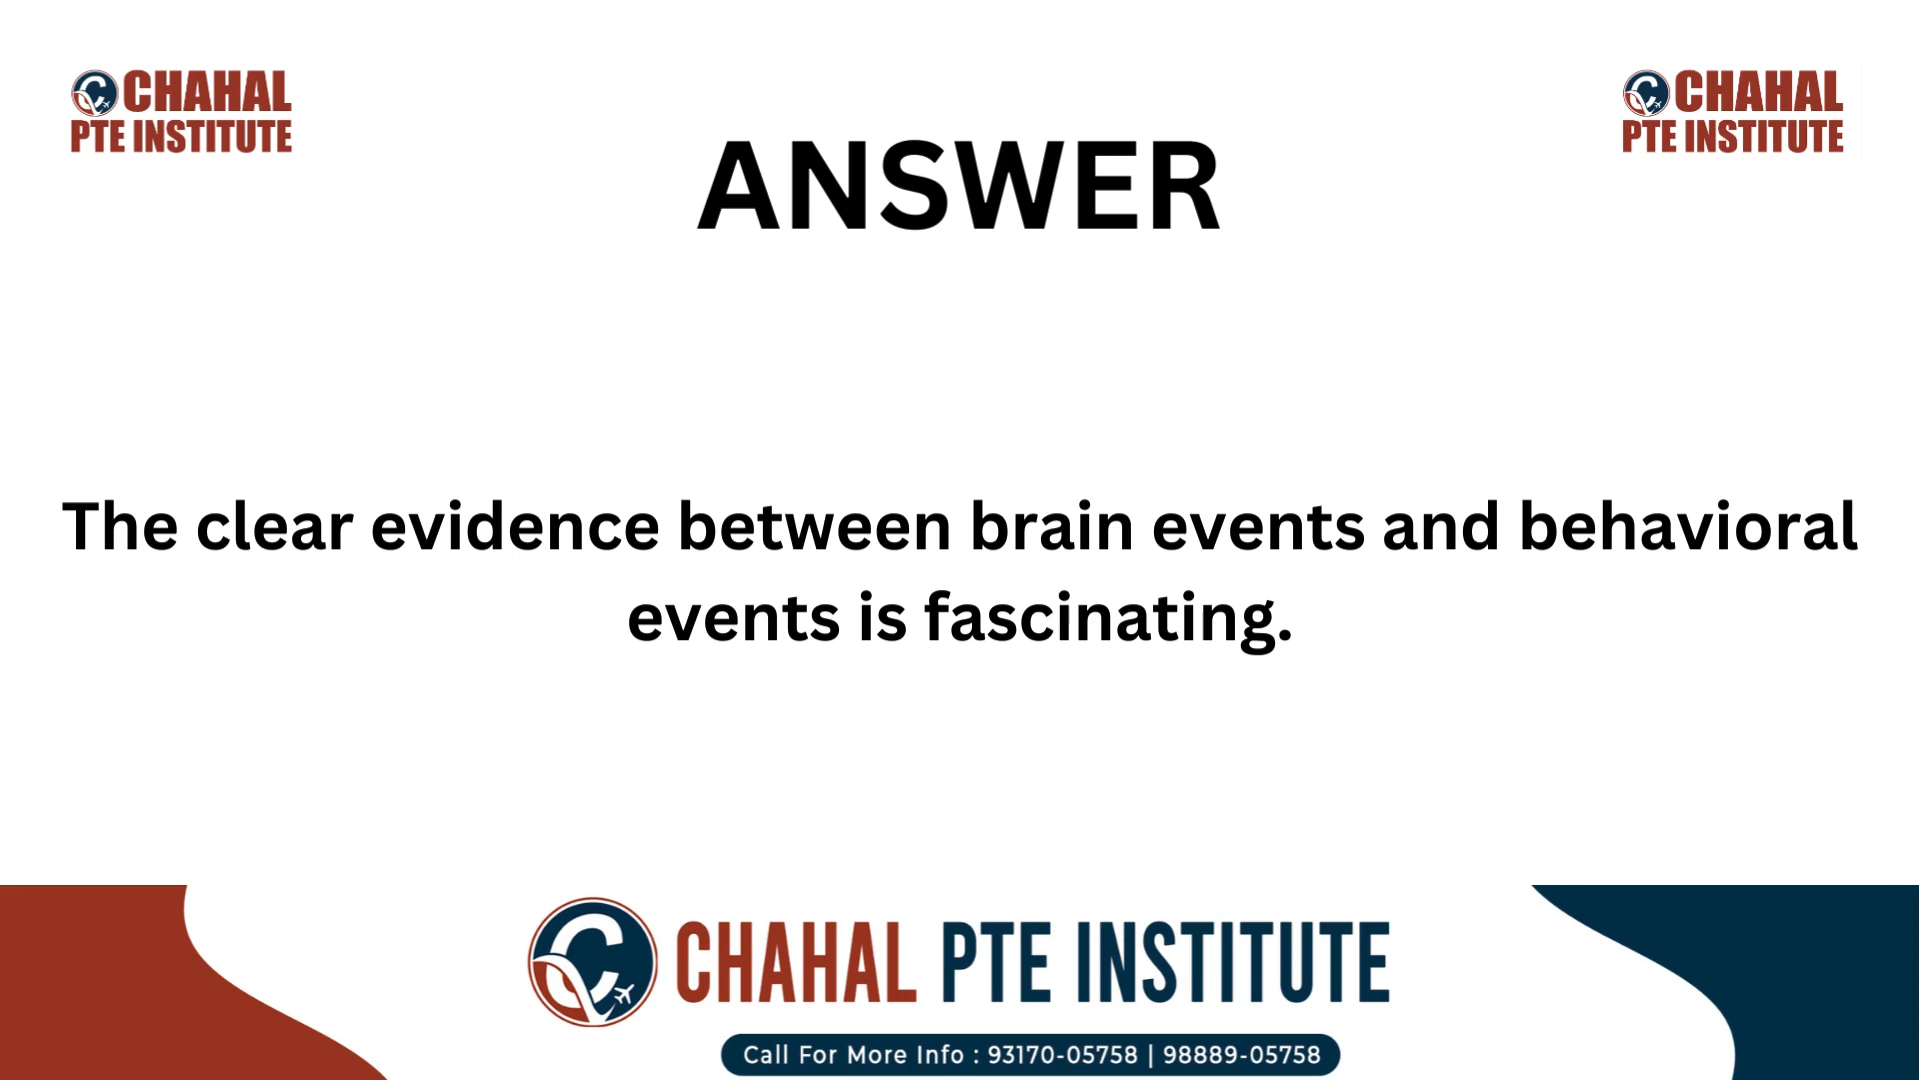 CHAHAL
PTE INSTITUTE
CHAHAL
PTE INSTITUTE
ANSWER
The clear evidence between brain events and behavioral
events is fascinating.
CHAHAL PTE INSTITUTE
Call For More Info : 93170-05758 | 98889-05758